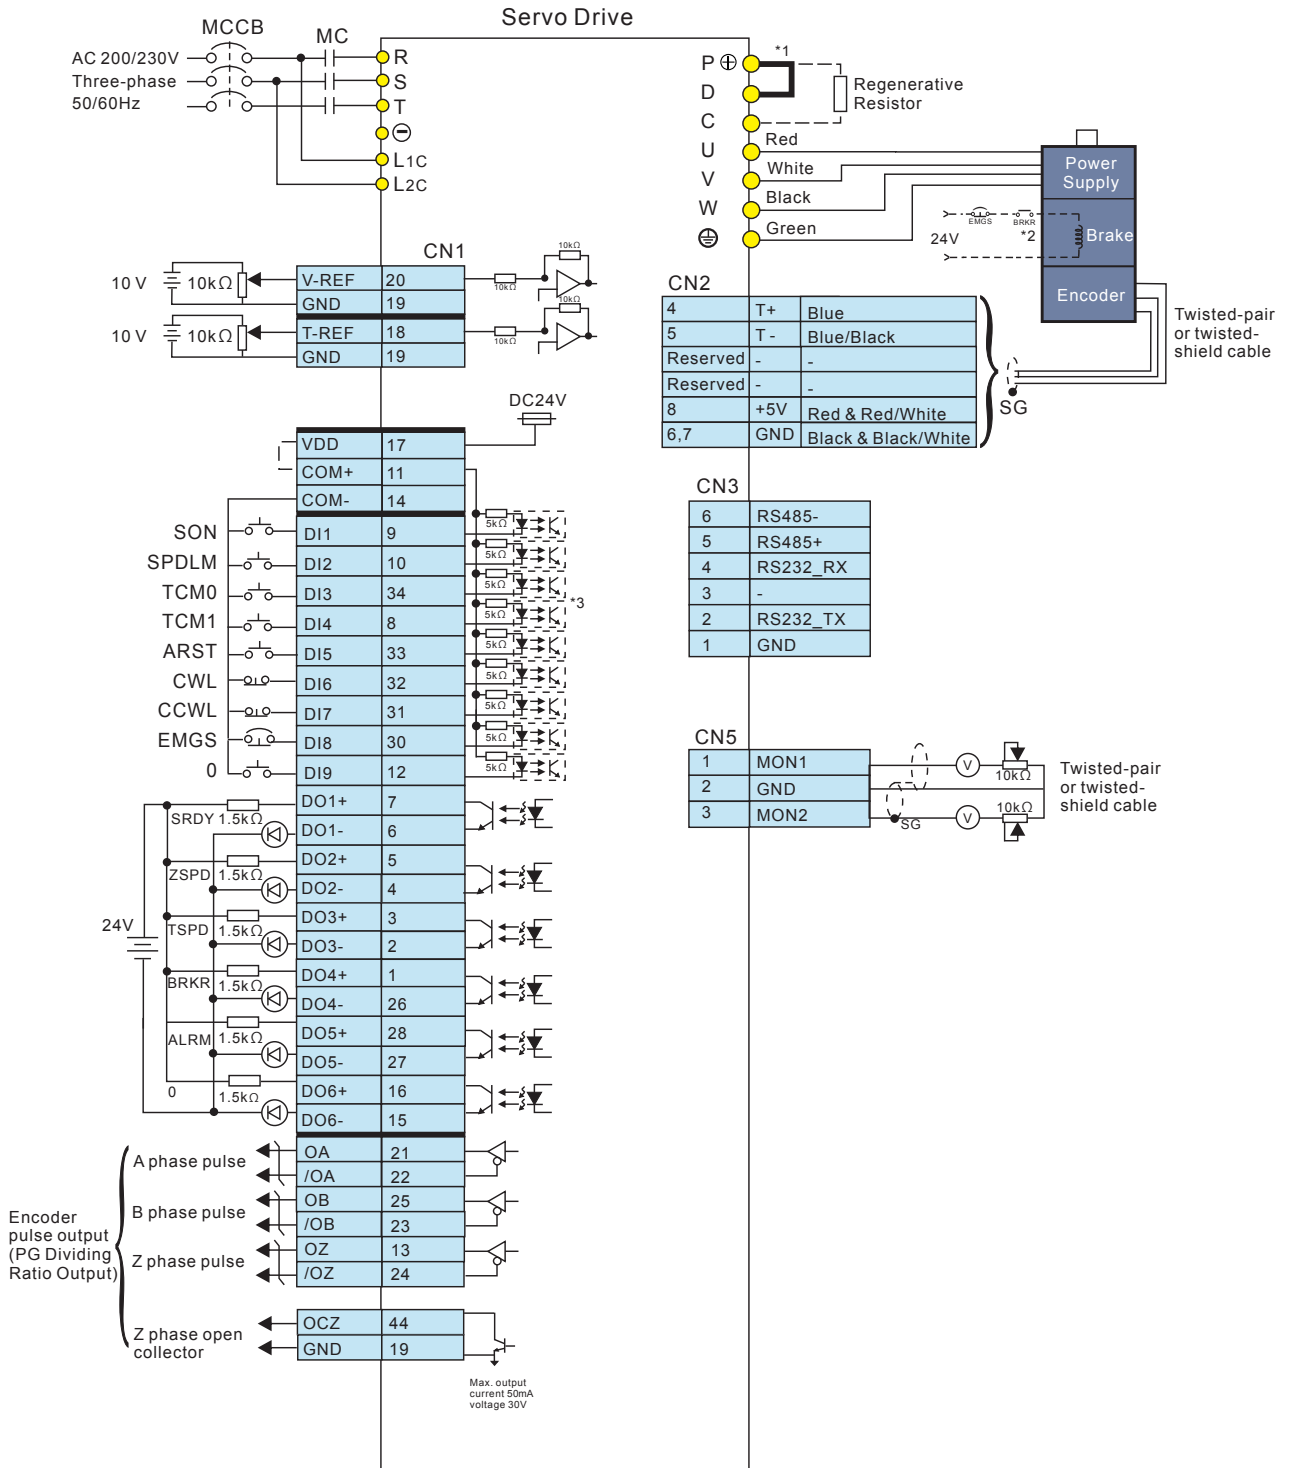 Servo Drive
MCCB
MC
AC 200/230V
Three-phase
50/60Hz
R
S
T
L1C
L2C
P
D
C
U
V
W
*1
Regenerative
Resistor
Red
White
Black
Green
Power
Supply
24V
EMGS
BRKR
*2
Brake
Encoder
Twisted-pair
or twisted-
shield cable
CN1
10 V
10kΩ
V-REF 20
GND 19
10kΩ
10kΩ
10 V
10kΩ
T-REF 18
GND 19
10kΩ
10kΩ
CN2
4 T+ Blue
5 T - Blue/Black
Reserved - -
Reserved - -
8 +5V Red & Red/White
6,7 GND Black & Black/White
SG
DC24V
VDD 17
COM+ 11
COM- 14
SON DI1 9 5kΩ
SPDLM DI2 10 5kΩ
TCM0 DI3 34 5kΩ
*3
TCM1 DI4 8 5kΩ
ARST DI5 33 5kΩ
CWL DI6 32 5kΩ
CCWL DI7 31 5kΩ
EMGS DI8 30 5kΩ
0 DI9 12 5kΩ
CN3
6 RS485-
5 RS485+
4 RS232_RX
3 -
2 RS232_TX
1 GND
CN5
1 MON1
2 GND
3 MON2
V
10kΩ
V
10kΩ
SG
Twisted-pair
or twisted-
shield cable
24V
SRDY 1.5kΩ DO1+ 7
DO1- 6
ZSPD 1.5kΩ DO2+ 5
DO2- 4
TSPD 1.5kΩ DO3+ 3
DO3- 2
BRKR 1.5kΩ DO4+ 1
DO4- 26
ALRM 1.5kΩ DO5+ 28
DO5- 27
0 1.5kΩ DO6+ 16
DO6- 15
Encoder
pulse output
(PG Dividing
Ratio Output)
A phase pulse
OA 21
/OA 22
B phase pulse
OB 25
/OB 23
Z phase pulse
OZ 13
/OZ 24
Z phase open
collector
OCZ 44
GND 19
Max. output
current 50mA
voltage 30V